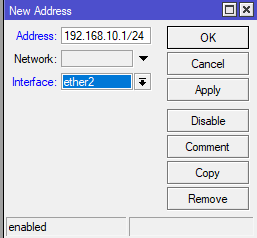 New Address
Address: 192.168.10.1/24
OK
Network:
Cancel
Interface: ether2
Apply
Disable
Comment
Copy
Remove
enabled